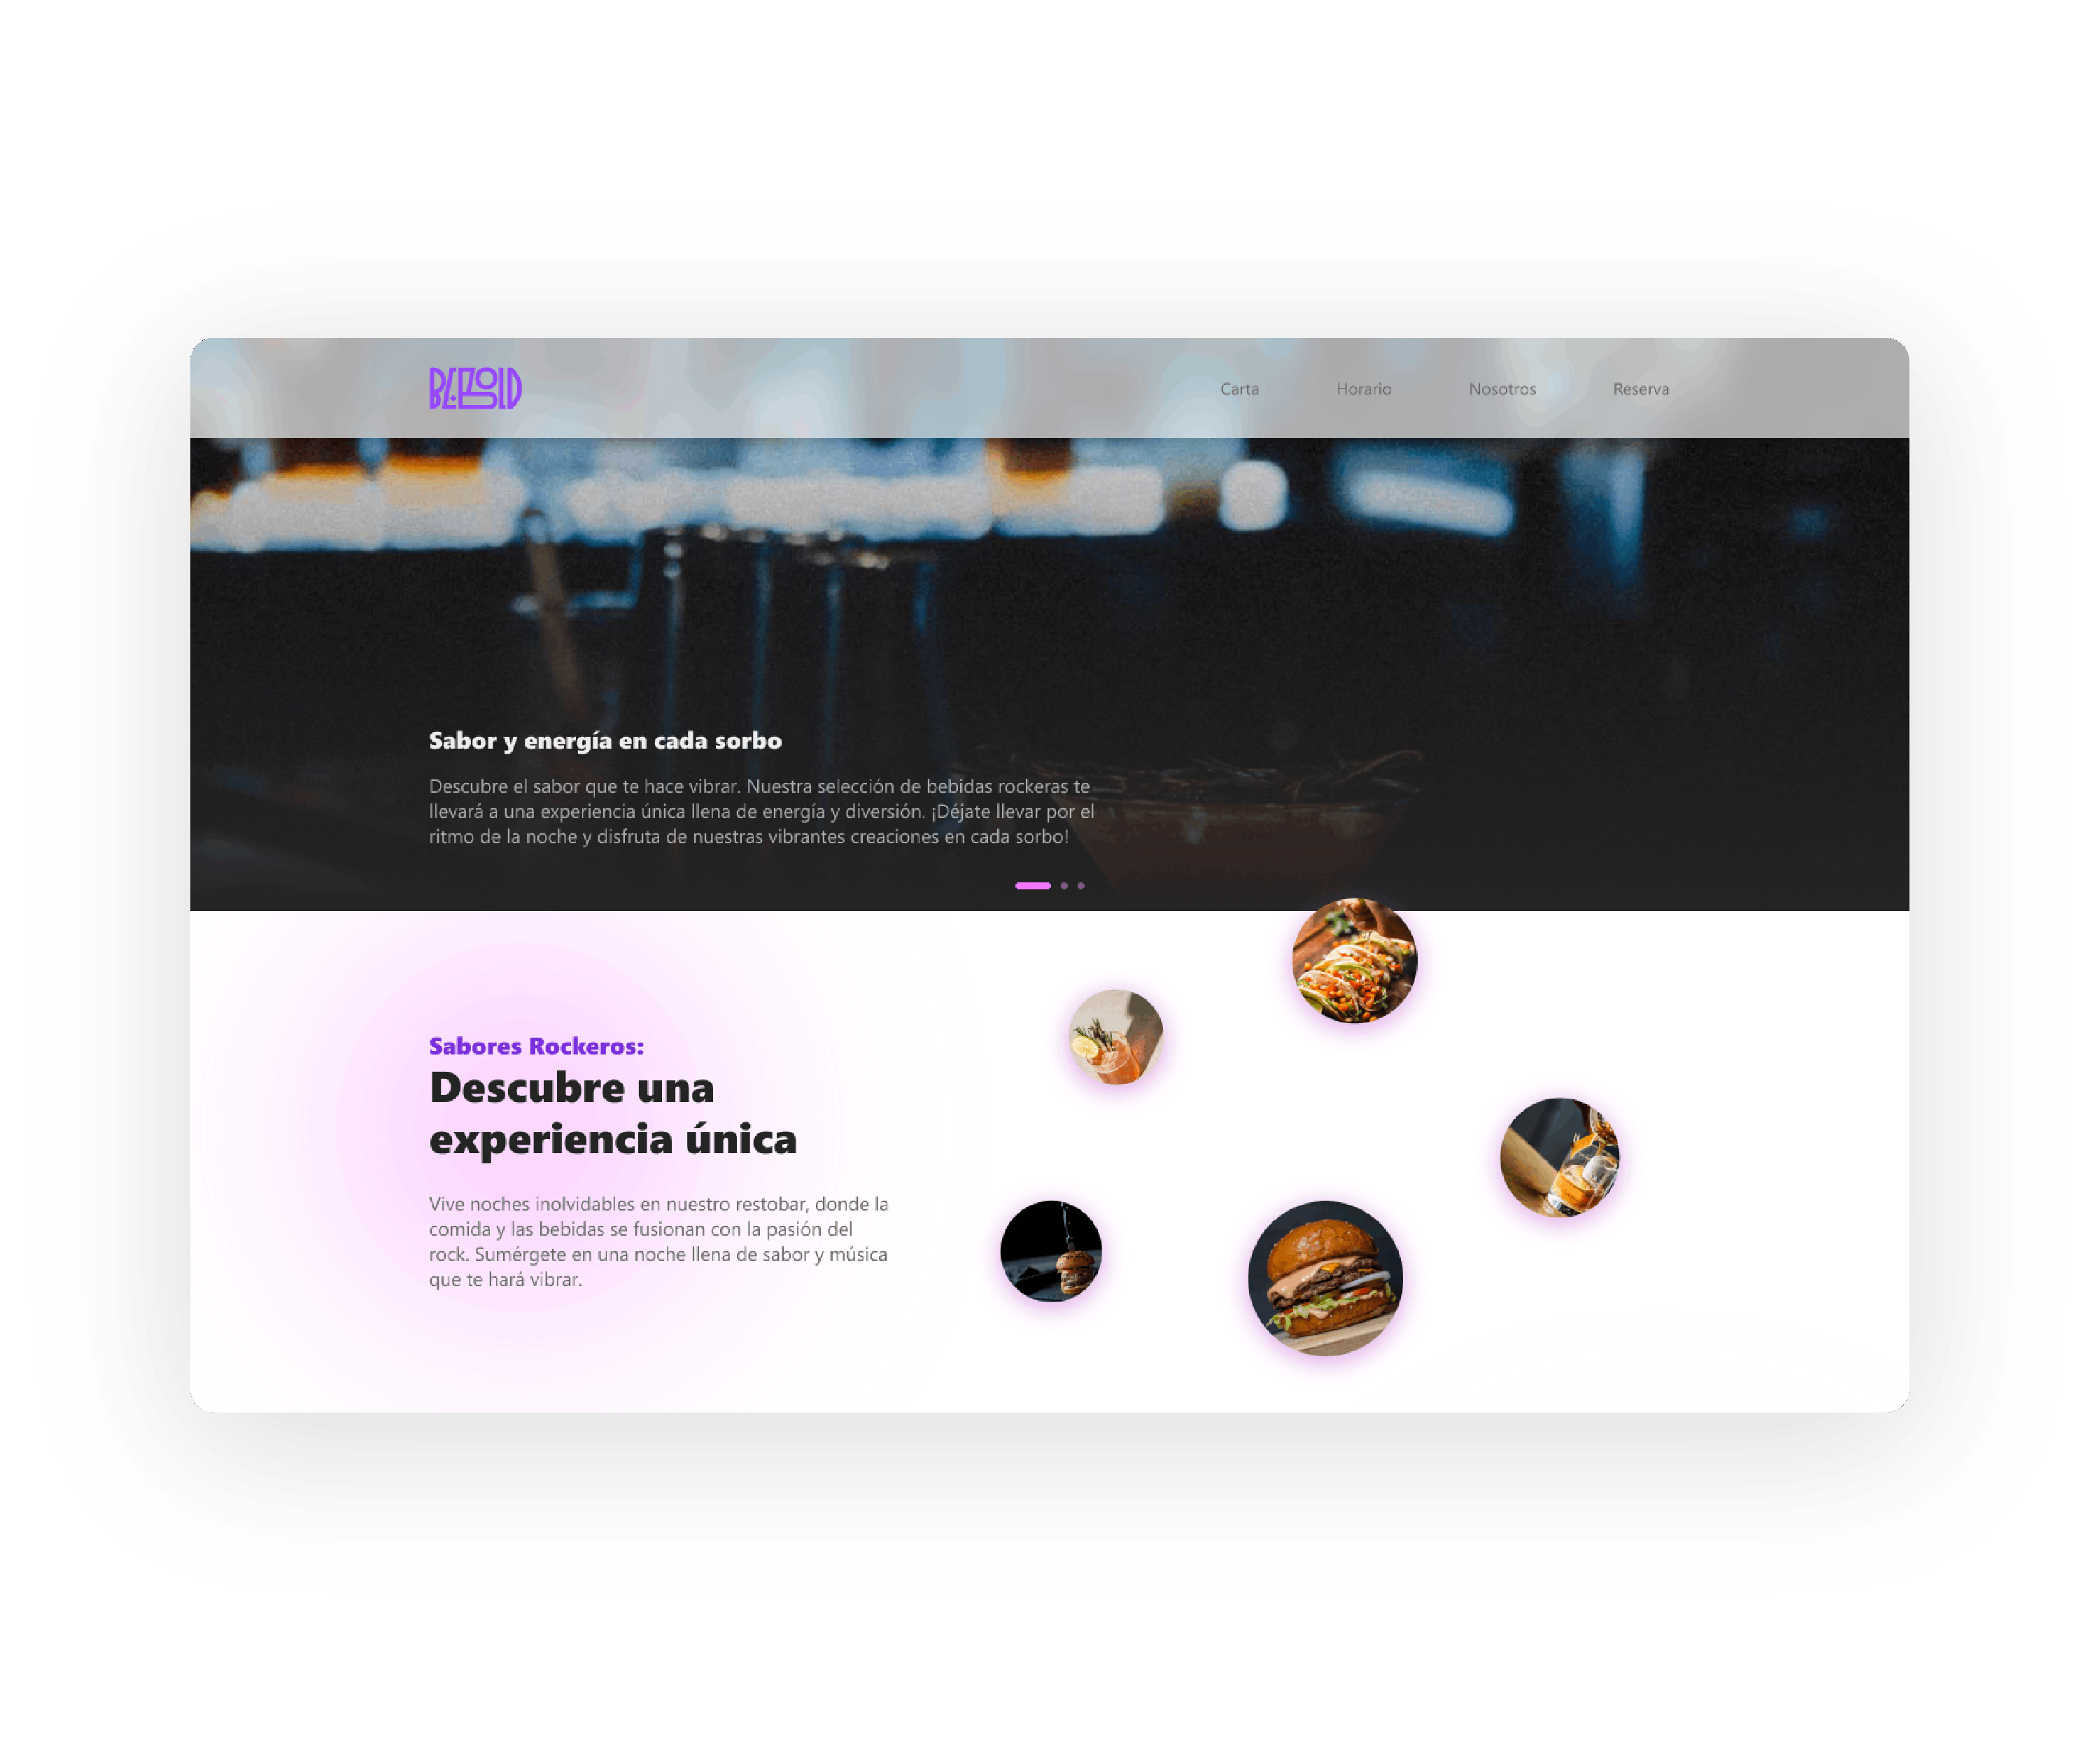 Carta Horario Nosotros Reserva
Sabor y energía en cada sorbo
Descubre el sabor que te hace vibrar. Nuestra selección de bebidas rockeras te
llevará a una experiencia única llena de energía y diversión. ¡Déjate llevar por el
ritmo de la noche y disfruta de nuestras vibrantes creaciones en cada sorbo!
Sabores Rockeros:
Descubre una
experiencia única
Vive noches inolvidables en nuestro restobar, donde la
comida y las bebidas se fusionan con la pasión del
rock. Sumérgete en una noche llena de sabor y música
que te hará vibrar.